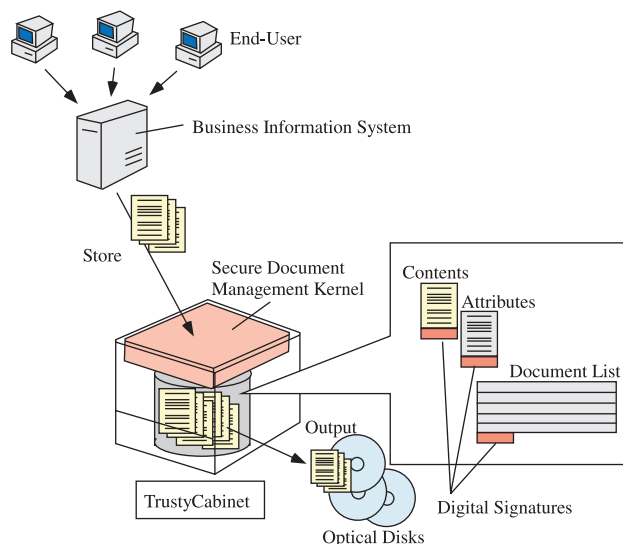 End-User
Business Information System
Store
Secure Document
Management Kernel
Contents
Attributes
Document List
Output
TrustyCabinet
Digital Signatures
Optical Disks